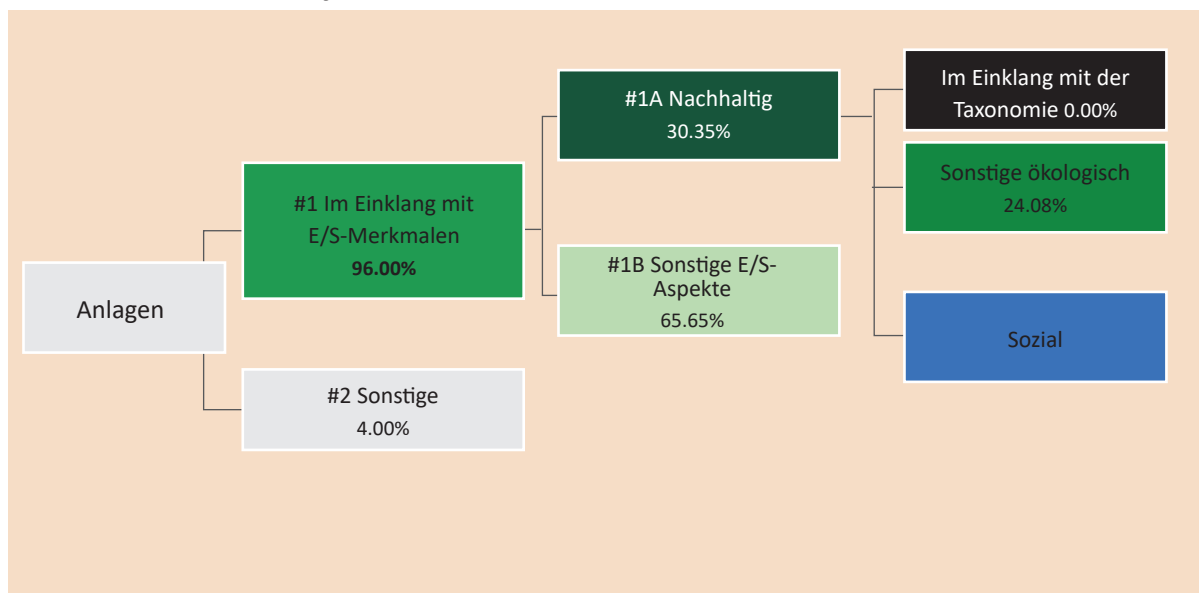 Anlagen
#1 Im Einklang mit
E/S-Merkmalen
96.00%
#2 Sonstige
4.00%
#1A Nachhaltig
30.35%
#1B Sonstige E/S-
Aspekte
65.65%
Im Einklang mit der
Taxonomie 0.00%
Sonstige ökologisch
24.08%
Sozial